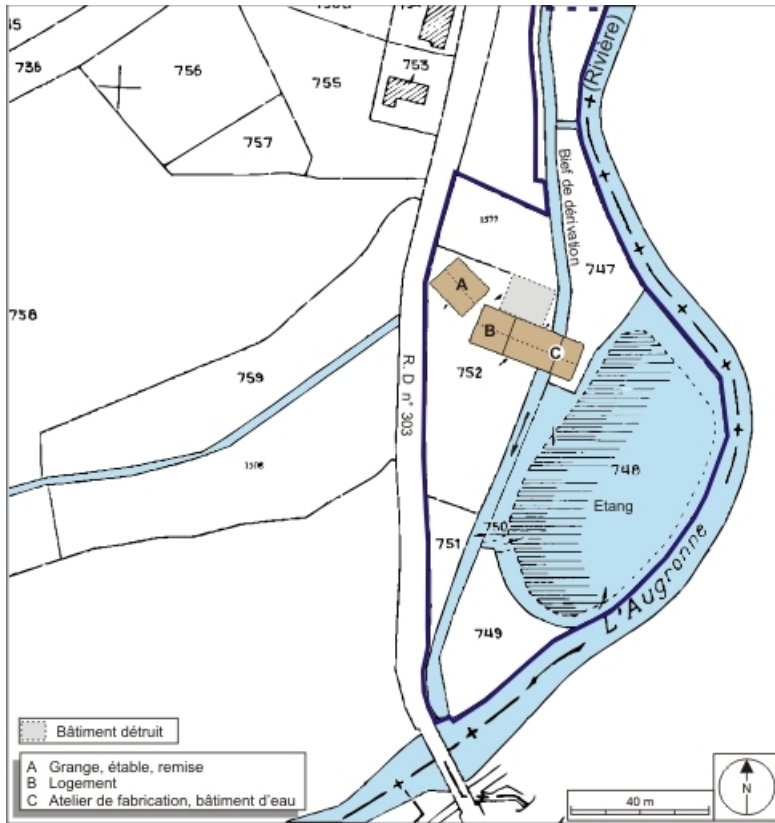 753
756
755
736
757
(Rivière)
Bief de dérivation
1577
747
A
B
C
758
759
752
R. D n° 303
1506
748
Etang
750
751
749
L'Augronne
Bâtiment détruit
A Grange, étable, remise
B Logement
C Atelier de fabrication, bâtiment d'eau
40 m
N